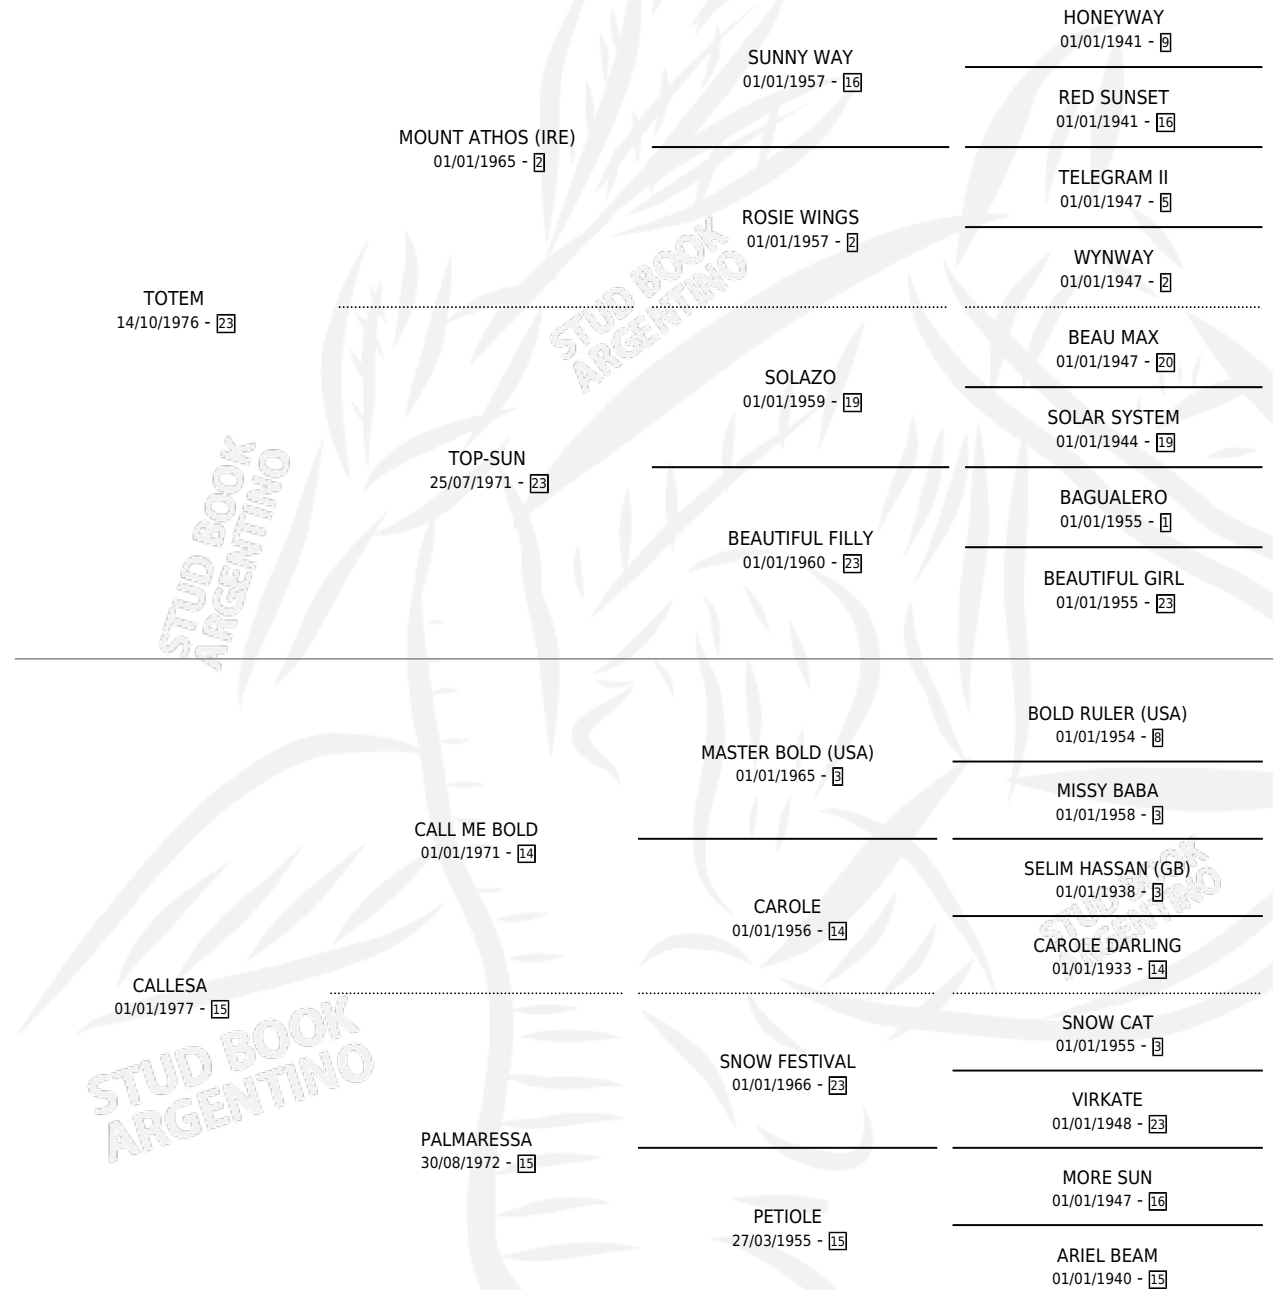 HONEYWAY
01/01/1941 - 9
SUNNY WAY
01/01/1957 - 16
RED SUNSET
01/01/1941 - 16
MOUNT ATHOS (IRE)
01/01/1965 - 2
TELEGRAM II
01/01/1947 - 5
ROSIE WINGS
01/01/1957 - 2
WYNWAY
01/01/1947 - 2
TOTEM
14/10/1976 - 23
STUD BOOK
ARGENTINO
BEAU MAX
01/01/1947 - 20
SOLAZO
01/01/1959 - 19
SOLAR SYSTEM
01/01/1944 - 19
TOP-SUN
25/07/1971 - 23
BAGUALERO
01/01/1955 - 1
BEAUTIFUL FILLY
01/01/1960 - 23
BEAUTIFUL GIRL
01/01/1955 - 23
STUD BOOK
ARGENTINO
BOLD RULER (USA)
01/01/1954 - 8
MASTER BOLD (USA)
01/01/1965 - 3
MISSY BABA
01/01/1958 - 3
CALL ME BOLD
01/01/1971 - 14
SELIM HASSAN (GB)
01/01/1938 - 3
CAROLE
01/01/1956 - 14
STUD BOOK
ARGENTINO
CAROLE DARLING
01/01/1933 - 14
CALLESA
01/01/1977 - 15
SNOW CAT
01/01/1955 - 3
SNOW FESTIVAL
01/01/1966 - 23
STUD BOOK
ARGENTINO
VIRKATE
01/01/1948 - 23
PALMARESSA
30/08/1972 - 15
MORE SUN
01/01/1947 - 16
PETIOLE
27/03/1955 - 15
ARIEL BEAM
01/01/1940 - 15